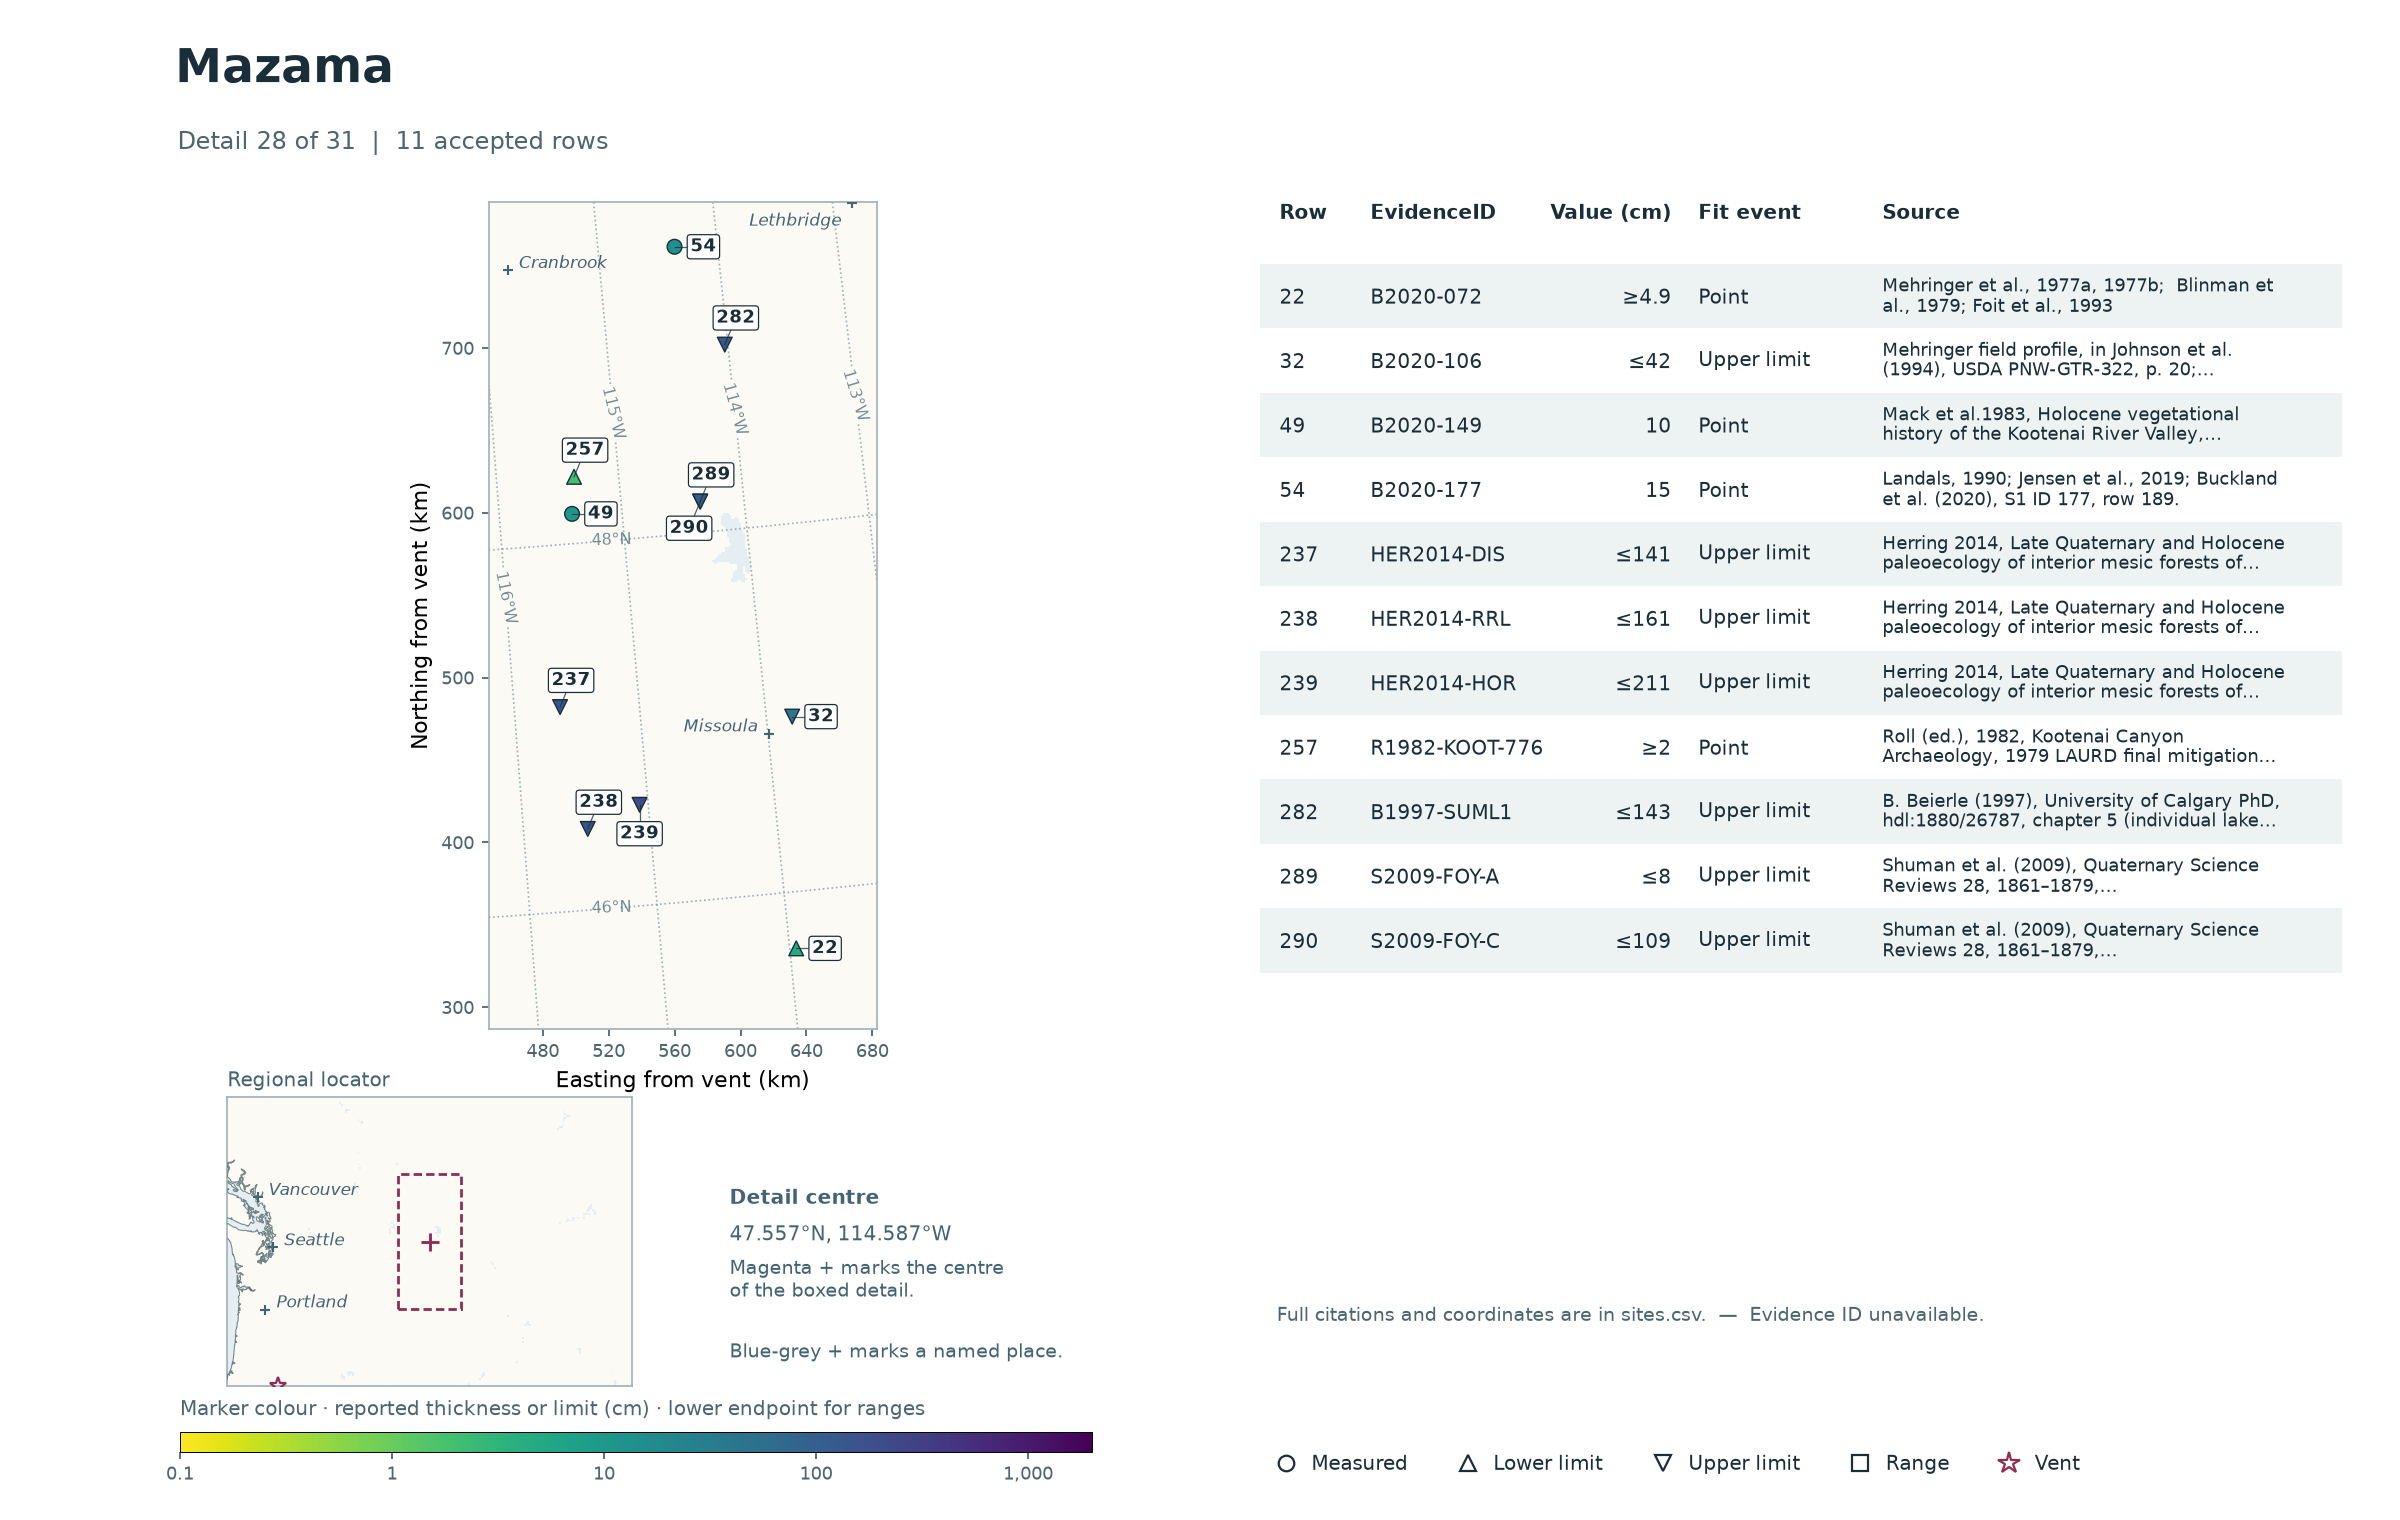 Mazama
Detail 28 of 31 | 11 accepted rows
Lethbridge
54
Cranbrook
282
700
115°W
114°W
113°W
257
289
600
49
290
48°N
116°W
Northing from vent (km)
500
237
Missoula
32
238
239
400
46°N
22
300
480 520 560 600 640 680
Easting from vent (km)
Regional locator
Vancouver
Seattle
Portland
Detail centre
47.557°N, 114.587°W
Magenta + marks the centre
of the boxed detail.
Blue-grey + marks a named place.
Marker colour · reported thickness or limit (cm) · lower endpoint for ranges
0.1 1 10 100 1,000
Row EvidenceID Value (cm) Fit event Source
22 B2020-072 ≥4.9 Point Mehringer et al., 1977a, 1977b; Blinman et
al., 1979; Foit et al., 1993
32 B2020-106 ≤42 Upper limit Mehringer field profile, in Johnson et al.
(1994), USDA PNW-GTR-322, p. 20;…
49 B2020-149 10 Point Mack et al.1983, Holocene vegetational
history of the Kootenai River Valley,…
54 B2020-177 15 Point Landals, 1990; Jensen et al., 2019; Buckland
et al. (2020), S1 ID 177, row 189.
237 HER2014-DIS ≤141 Upper limit Herring 2014, Late Quaternary and Holocene
paleoecology of interior mesic forests of…
238 HER2014-RRL ≤161 Upper limit Herring 2014, Late Quaternary and Holocene
paleoecology of interior mesic forests of…
239 HER2014-HOR ≤211 Upper limit Herring 2014, Late Quaternary and Holocene
paleoecology of interior mesic forests of…
257 R1982-KOOT-776 ≥2 Point Roll (ed.), 1982, Kootenai Canyon
Archaeology, 1979 LAURD final mitigation…
282 B1997-SUML1 ≤143 Upper limit B. Beierle (1997), University of Calgary PhD,
hdl:1880/26787, chapter 5 (individual lake…
289 S2009-FOY-A ≤8 Upper limit Shuman et al. (2009), Quaternary Science
Reviews 28, 1861–1879,…
290 S2009-FOY-C ≤109 Upper limit Shuman et al. (2009), Quaternary Science
Reviews 28, 1861–1879,…
Full citations and coordinates are in sites.csv. — Evidence ID unavailable.
Measured Lower limit Upper limit Range Vent